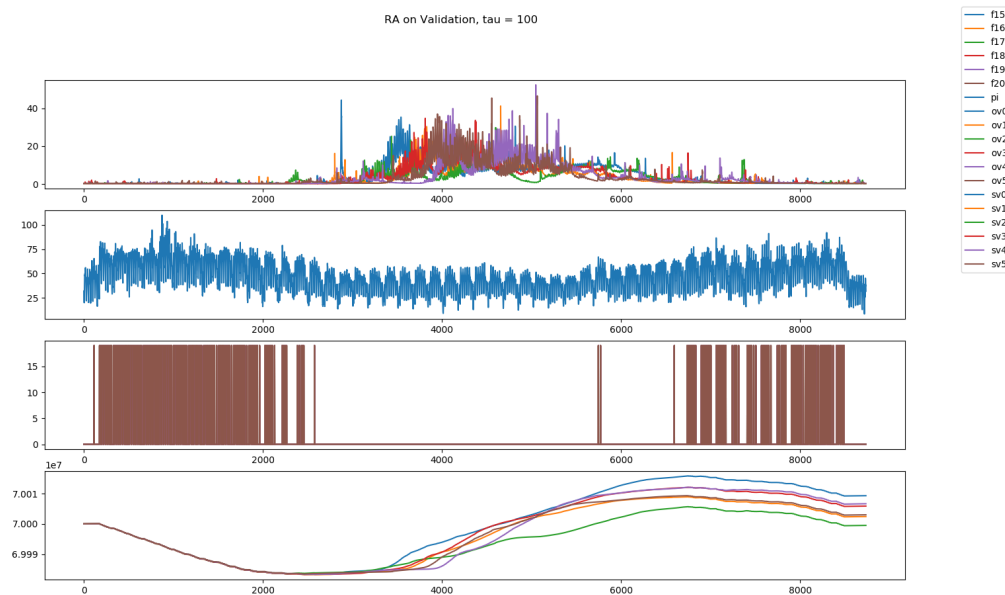 RA on Validation, tau = 100
f15
f16
f17
f18
f19
f20
pi
ov0
ov1
ov2
ov3
ov4
ov5
sv0
sv1
sv2
sv3
sv4
sv5
40
20
0
0 2000 4000 6000 8000
100
75
50
25
0 2000 4000 6000 8000
15
10
5
0
0 2000 4000 6000 8000
1e7
7.001
7.000
6.999
0 2000 4000 6000 8000